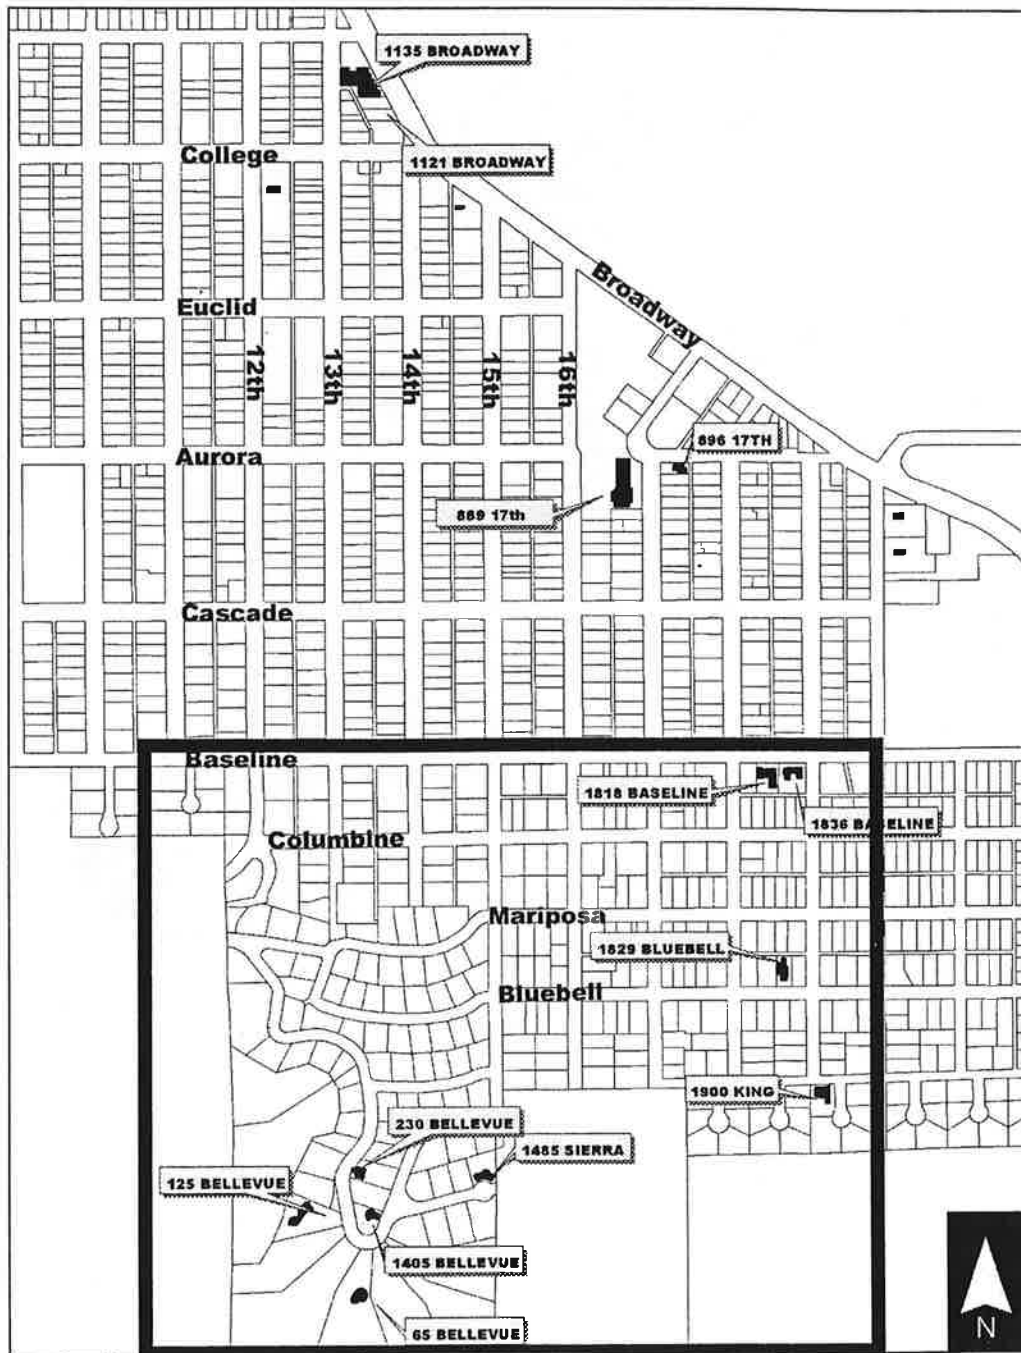 1135 BROADWAY
1121 BROADWAY
College
Broadway
Euclid
12th
13th
14th
15th
16th
896 17TH
Aurora
889 17th
Cascade
Baseline
1818 BASELINE
1836 BASELINE
Columbine
Mariposa
1829 BLUEBELL
Bluebell
1900 KING
230 BELLEVUE
1485 SIERRA
125 BELLEVUE
1405 BELLEVUE
65 BELLEVUE
N